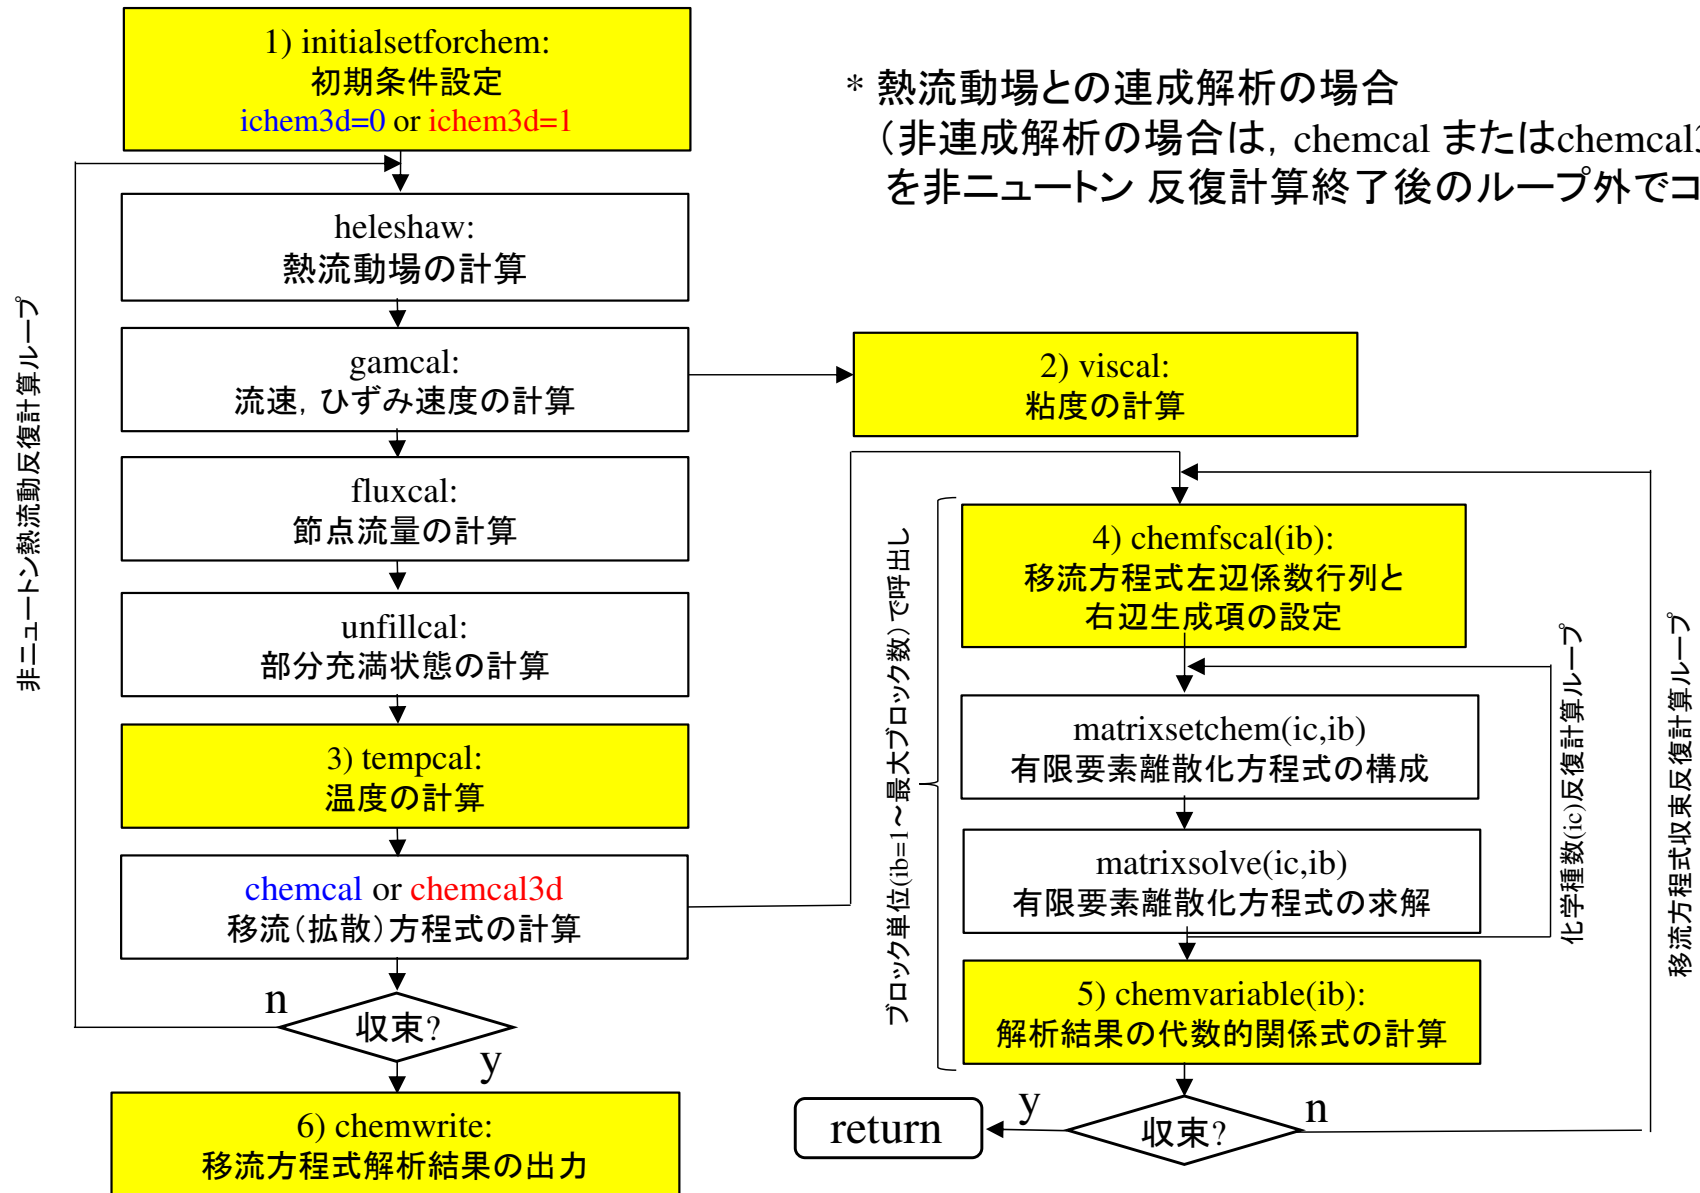 1) initialsetforchem:
初期条件設定
ichem3d=0 or ichem3d=1
* 熱流動場との連成解析の場合
（非連成解析の場合は, chemcal またはchemcal3
を非ニュートン 反復計算終了後のループ外でコ
heleshaw:
熱流動場の計算
gamcal:
流速, ひずみ速度の計算
2) viscal:
粘度の計算
fluxcal:
節点流量の計算
unfillcal:
部分充満状態の計算
3) tempcal:
温度の計算
chemcal or chemcal3d
移流（拡散）方程式の計算
収束?
n
y
6) chemwrite:
移流方程式解析結果の出力
非ニュートン熱流動反復計算ループ
ブロック単位(ib=1～最大ブロック数）で呼出し
4) chemfscal(ib):
移流方程式左辺係数行列と
右辺生成項の設定
matrixsetchem(ic,ib)
有限要素離散化方程式の構成
matrixsolve(ic,ib)
有限要素離散化方程式の求解
5) chemvariable(ib):
解析結果の代数的関係式の計算
収束?
y
n
return
化学種数(ic)反復計算ループ
移流方程式収束反復計算ループ